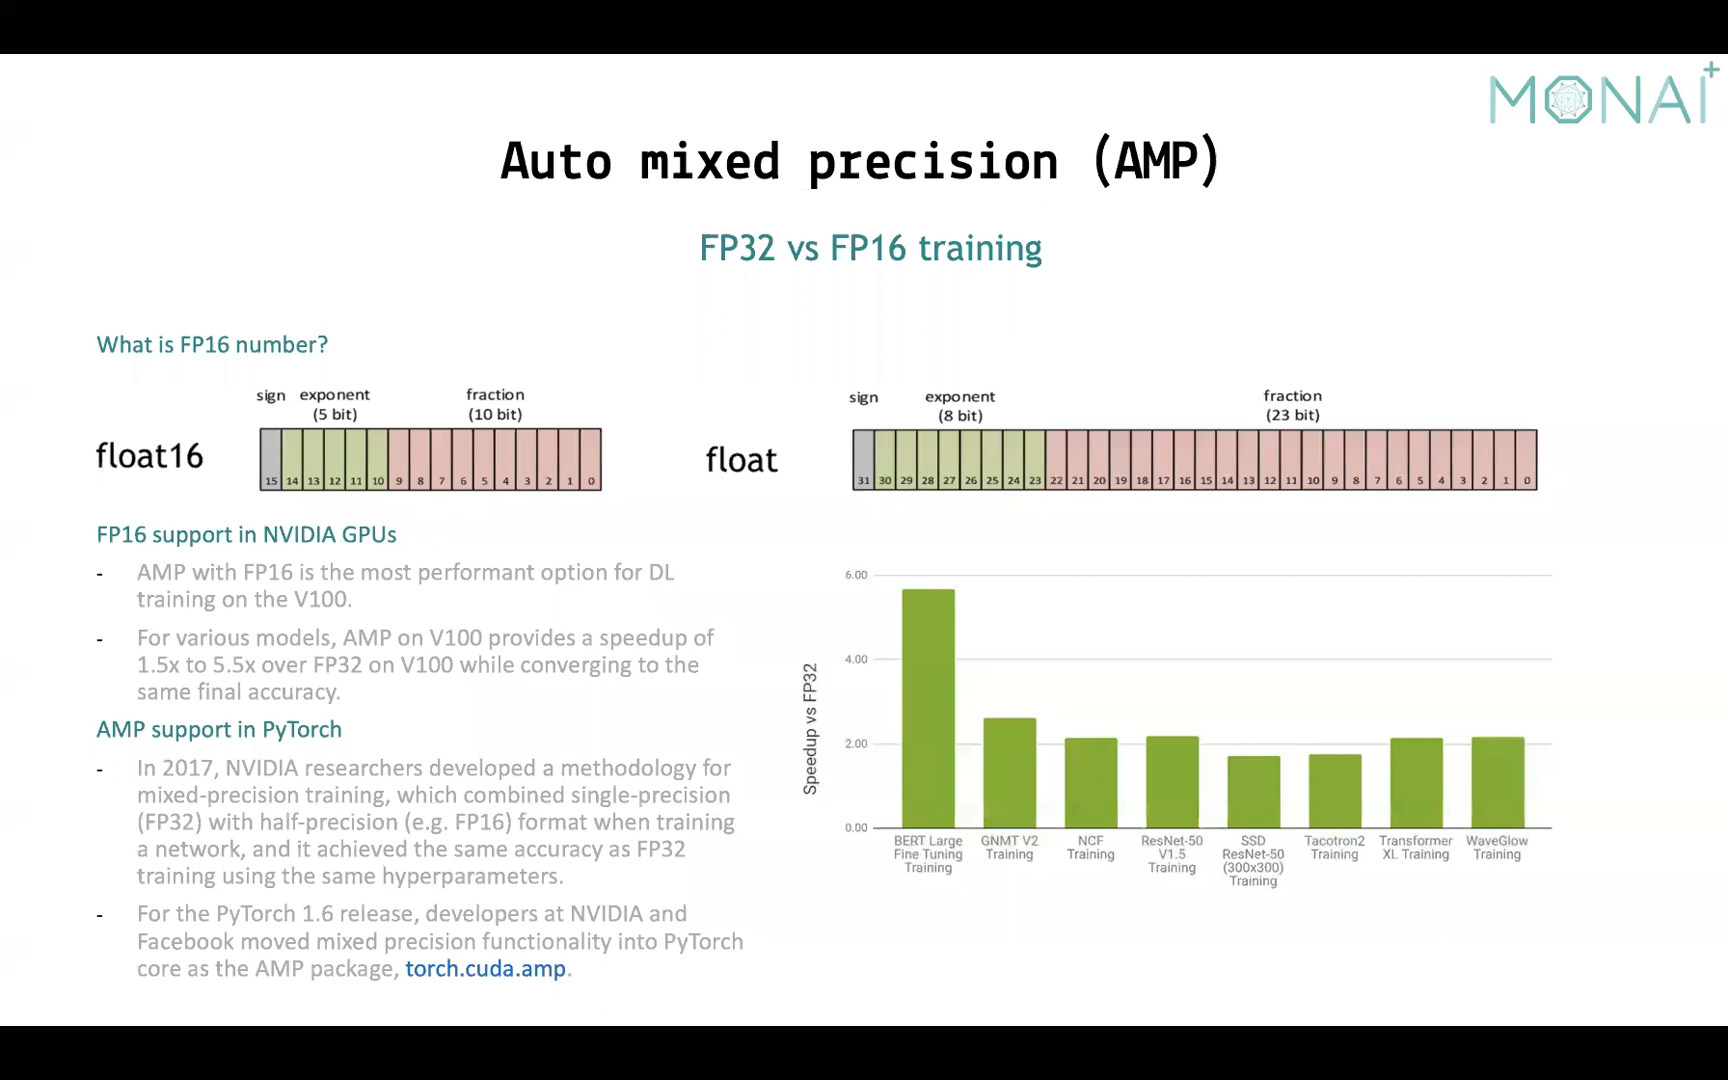 MONAI
Auto mixed precision (AMP)
FP32 vs FP16 training
What is FP16 number?
sign exponent fraction
(5 bit) (10 bit)
float16
15 14 13 12 11 10 9 8 7 6 5 4 3 2 1 0
sign exponent fraction
(8 bit) (23 bit)
float
31 30 29 28 27 26 25 24 23 22 21 20 19 18 17 16 15 14 13 12 11 10 9 8 7 6 5 4 3 2 1 0
FP16 support in NVIDIA GPUs
- AMP with FP16 is the most performant option for DL
training on the V100.
- For various models, AMP on V100 provides a speedup of
1.5x to 5.5x over FP32 on V100 while converging to the
same final accuracy.
AMP support in PyTorch
- In 2017, NVIDIA researchers developed a methodology for
mixed-precision training, which combined single-precision
(FP32) with half-precision (e.g. FP16) format when training
a network, and it achieved the same accuracy as FP32
training using the same hyperparameters.
- For the PyTorch 1.6 release, developers at NVIDIA and
Facebook moved mixed precision functionality into PyTorch
core as the AMP package, torch.cuda.amp.
Speedup vs FP32
6.00
4.00
2.00
0.00
BERT Large
Fine Tuning
Training
GNMT V2
Training
NCF
Training
ResNet-50
V1.5
Training
SSD
ResNet-50
(300x300)
Training
Tacotron2
Training
Transformer
XL Training
WaveGlow
Training